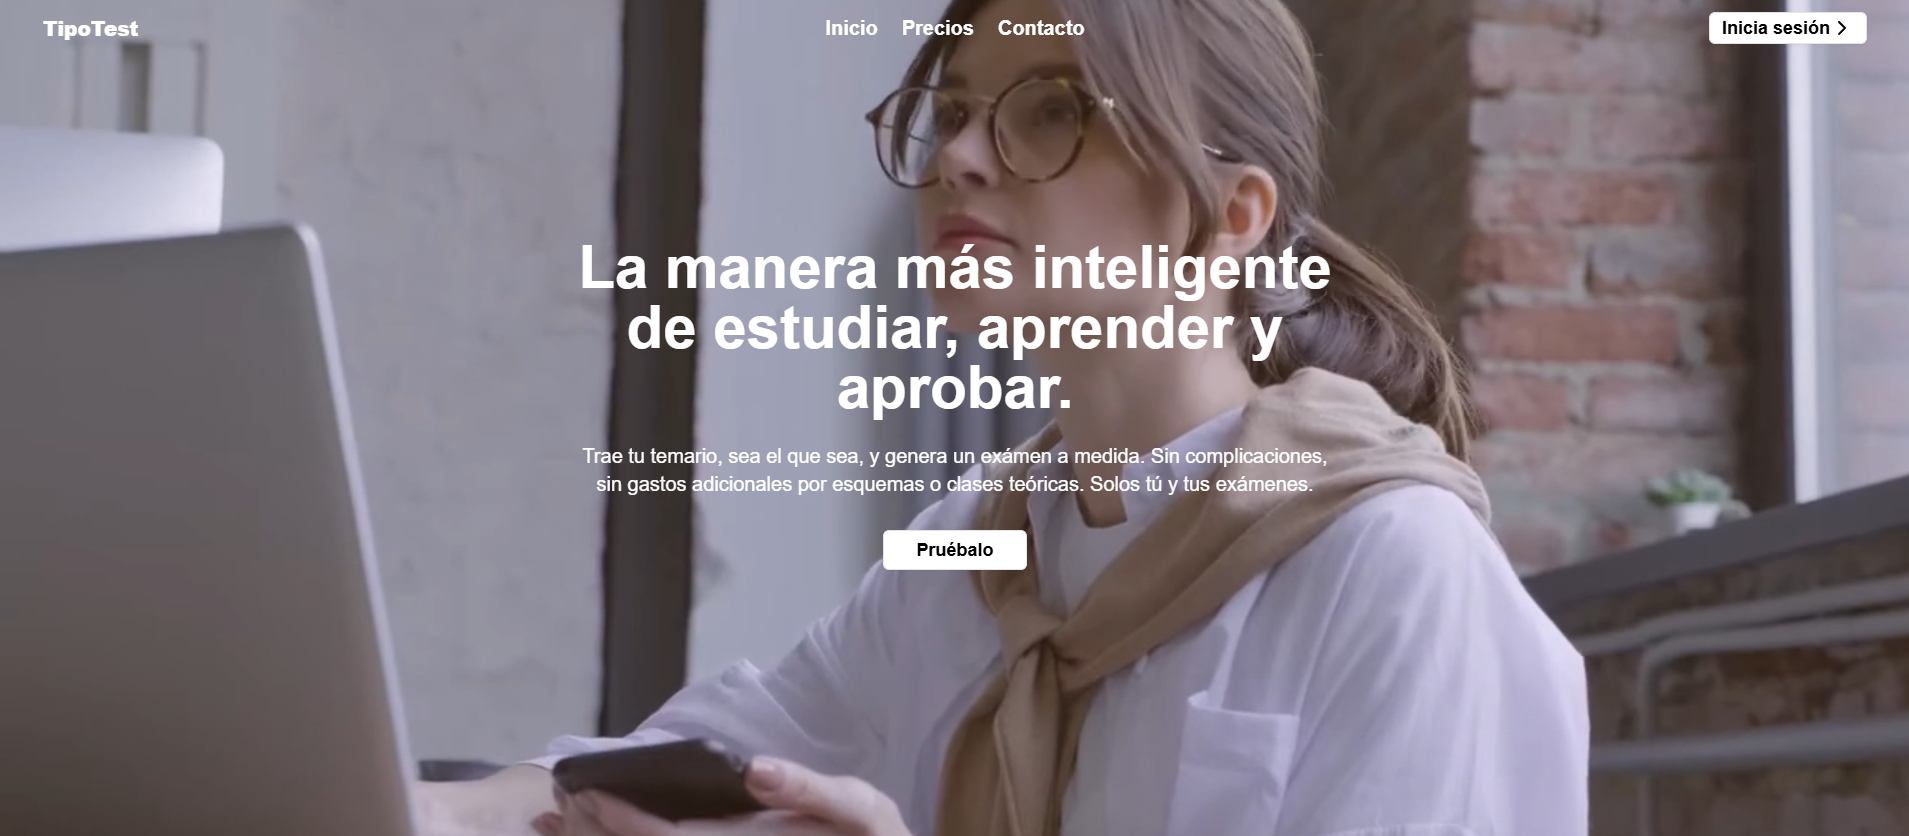 TipoTest
Inicio Precios Contacto
Inicia sesión
La manera más inteligente
de estudiar, aprender y
aprobar.
Trae tu temario, sea el que sea, y genera un exámen a medida. Sin complicaciones,
sin gastos adicionales por esquemas o clases teóricas. Solos tú y tus exámenes.
Pruébalo